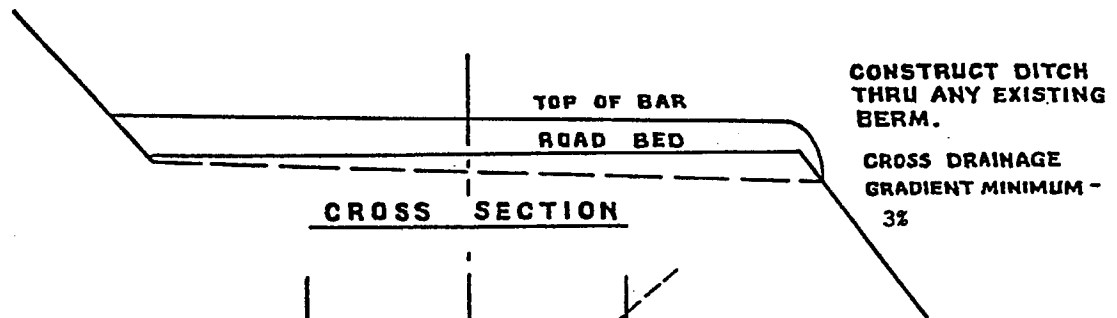 TOP OF BAR
ROAD BED
CROSS SECTION
CONSTRUCT DITCH
THRU ANY EXISTING
BERM.
CROSS DRAINAGE
GRADIENT MINIMUM-
3%